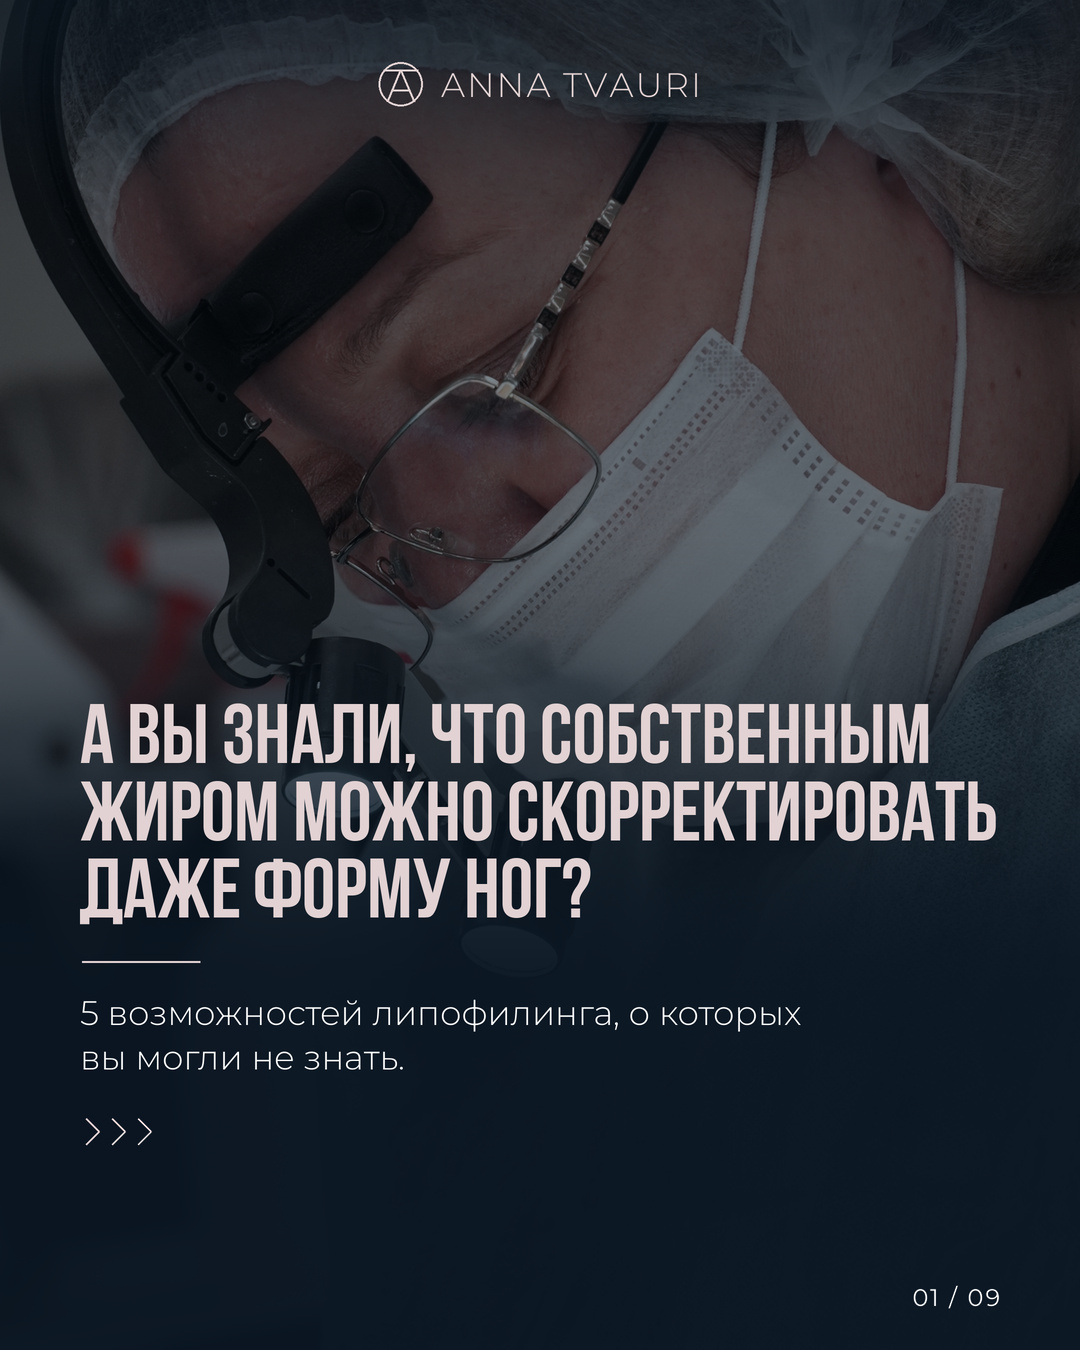 ANNA TVAURI
А ВЫ ЗНАЛИ, ЧТО СОБСТВЕННЫМ
ЖИРОМ МОЖНО СКОРРЕКТИРОВАТЬ
ДАЖЕ ФОРМУ НОГ?
5 возможностей липофилинга, о которых
вы могли не знать.
01 / 09